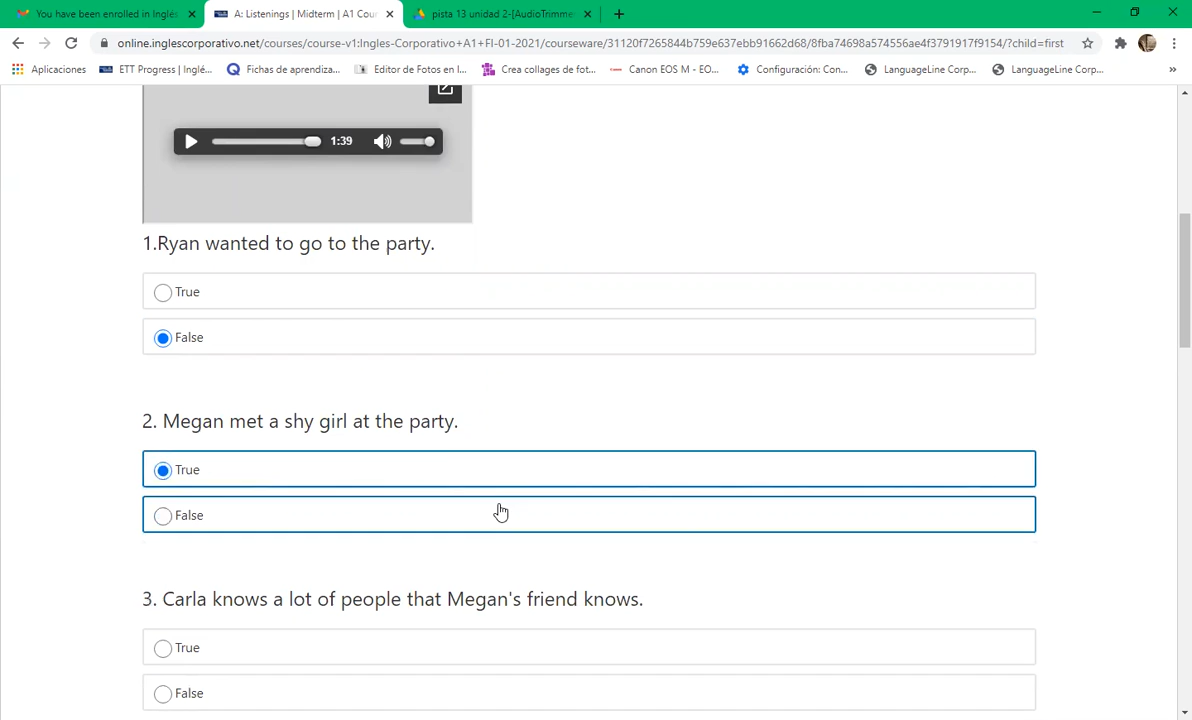 You have been enrolled in Inglés
A: Listenings | Midterm | A1 Cour
pista 13 unidad 2-[AudioTrimmer
online.inglescorporativo.net/courses/course-v1:Ingles-Corporativo+A1+FI-01-2021/courseware/31120f7265844b759e637ebb91662d68/8fba74698a574556ae4f3791917f9154/?child=first
Aplicaciones
ETT Progress | Inglé...
Fichas de aprendiza...
Editor de Fotos en l...
Crea collages de fot...
Canon EOS M - EO...
Configuración: Con...
LanguageLine Corp...
LanguageLine Corp...
1:39
1.Ryan wanted to go to the party.
True
False
2. Megan met a shy girl at the party.
True
False
3. Carla knows a lot of people that Megan's friend knows.
True
False